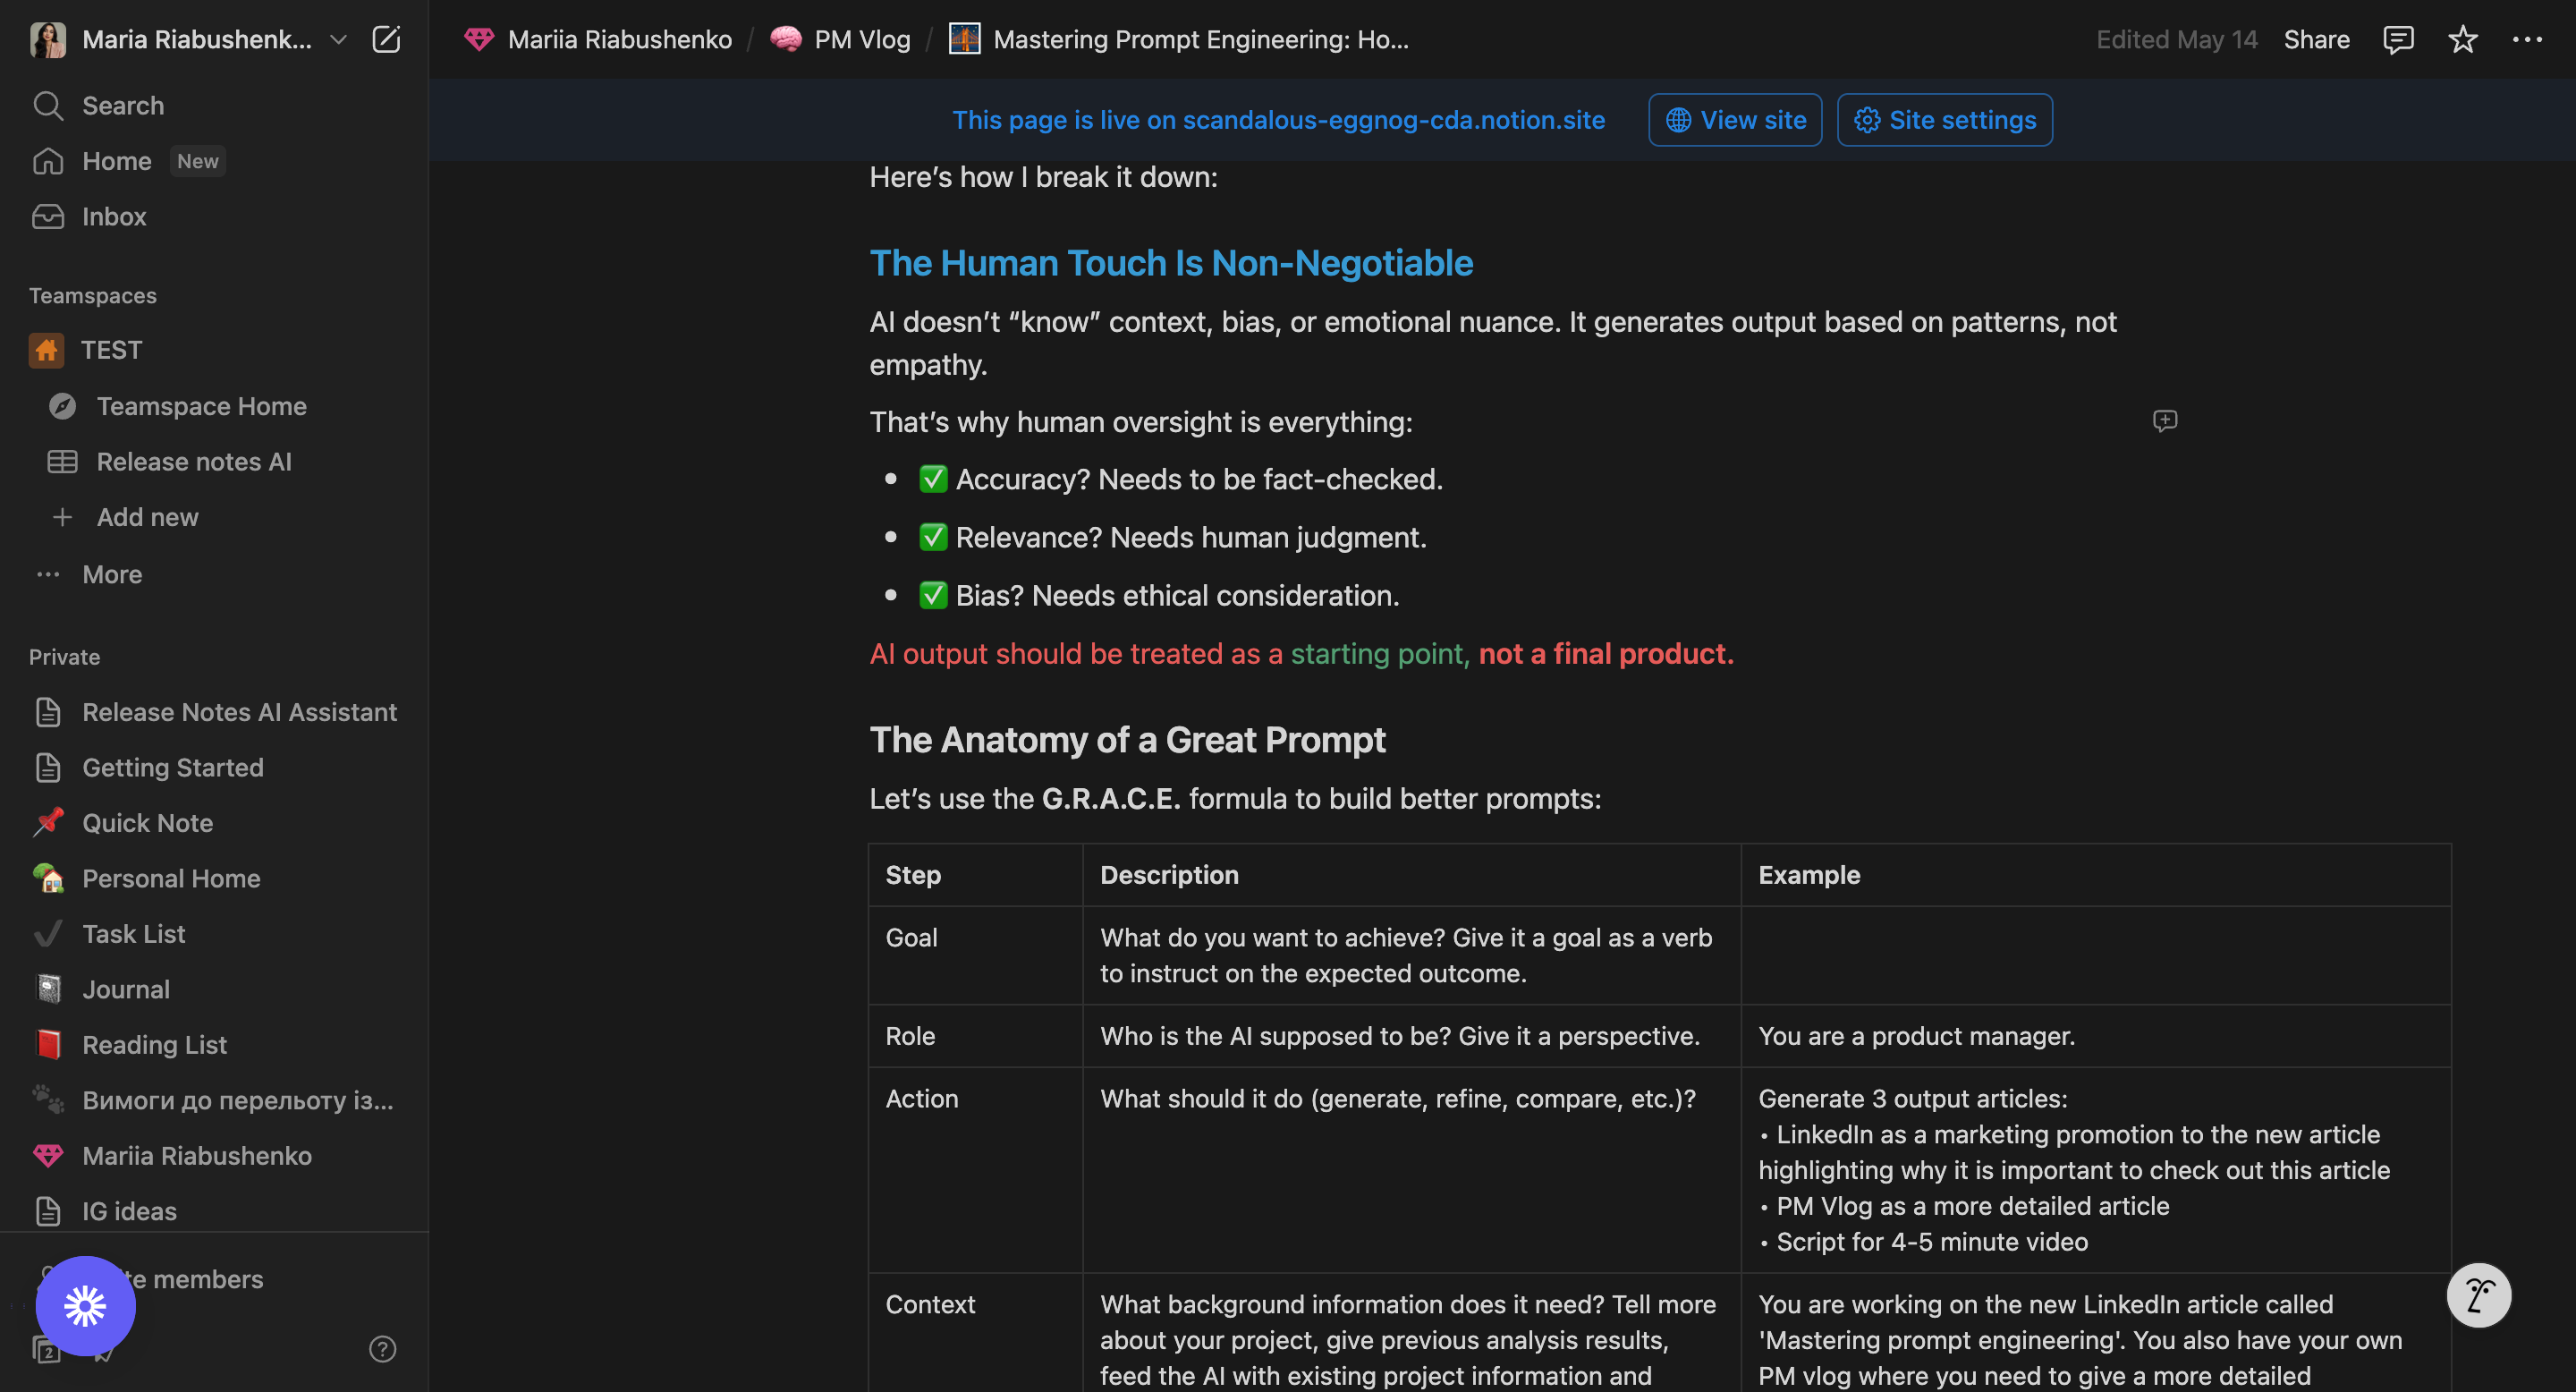 Maria Riabushenk...
Search
Home New
Inbox
Teamspaces
TEST
Teamspace Home
Release notes AI
Add new
More
Private
Release Notes AI Assistant
Getting Started
Quick Note
Personal Home
Task List
Journal
Reading List
Вимоги до перельоту із...
Mariia Riabushenko
IG ideas
members
2
Mariia Riabushenko / PM Vlog / Mastering Prompt Engineering: Ho...
Edited May 14 Share
This page is live on scandalous-eggnog-cda.notion.site View site Site settings
Here’s how I break it down:
The Human Touch Is Non-Negotiable
AI doesn’t “know” context, bias, or emotional nuance. It generates output based on patterns, not
empathy.
That’s why human oversight is everything:
• ✅ Accuracy? Needs to be fact-checked.
• ✅ Relevance? Needs human judgment.
• ✅ Bias? Needs ethical consideration.
AI output should be treated as a starting point, not a final product.
The Anatomy of a Great Prompt
Let’s use the G.R.A.C.E. formula to build better prompts:
Step Description Example
Goal
What do you want to achieve? Give it a goal as a verb
to instruct on the expected outcome.
Role
Who is the AI supposed to be? Give it a perspective.
You are a product manager.
Action
What should it do (generate, refine, compare, etc.)?
Generate 3 output articles:
• LinkedIn as a marketing promotion to the new article
highlighting why it is important to check out this article
• PM Vlog as a more detailed article
• Script for 4-5 minute video
Context
What background information does it need? Tell more
about your project, give previous analysis results,
feed the AI with existing project information and
You are working on the new LinkedIn article called
'Mastering prompt engineering'. You also have your own
PM vlog where you need to give a more detailed